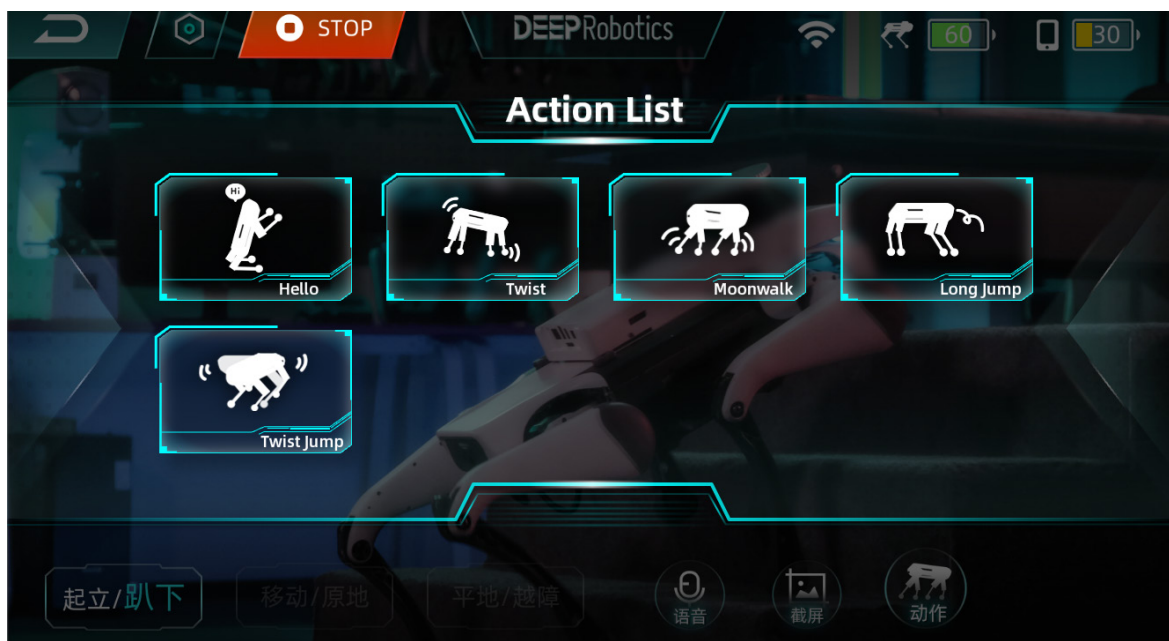 STOP
DEEPRobotics
60
30
Action List
Hi
Hello
Twist
Moonwalk
Long Jump
Twist Jump
起立/趴下
移动/原地
平地/越障
语音
截屏
动作